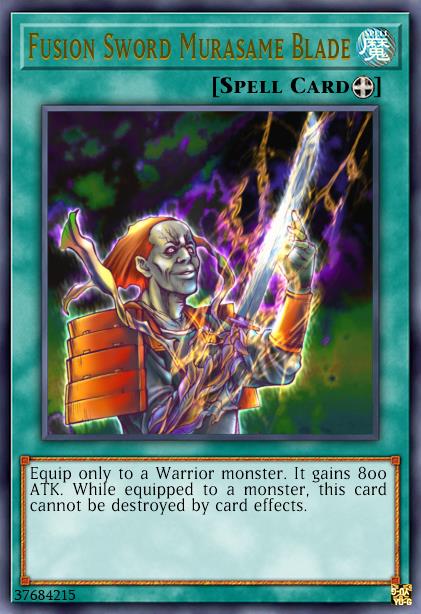 Fusion Sword Murasame Blade
SPELL
魔
[Spell Card]
Equip only to a Warrior monster. It gains 800
ATK. While equipped to a monster, this card
cannot be destroyed by card effects.
37684215